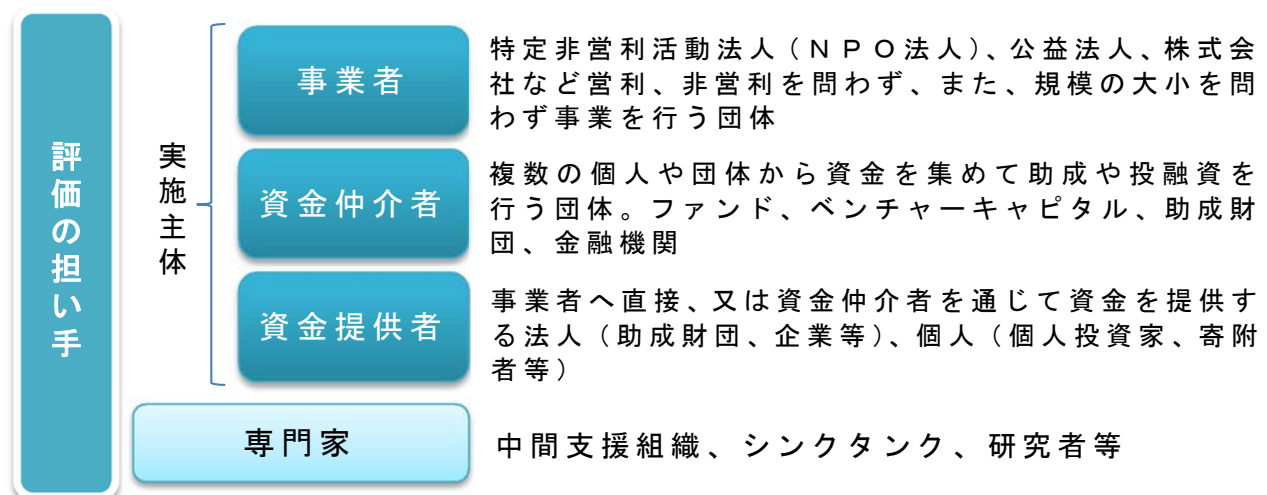 評価の担い手
実施主体
事業者
特定非営利活動法人（ＮＰＯ法人）、公益法人、株式会
社など営利、非営利を問わず、また、規模の大小を問
わず事業を行う団体
資金仲介者
複数の個人や団体から資金を集めて助成や投融資を
行う団体。ファンド、ベンチャーキャピタル、助成財
団、金融機関
資金提供者
事業者へ直接、又は資金仲介者を通じて資金を提供す
る法人（助成財団、企業等）、個人（個人投資家、寄附
者等）
専門家
中間支援組織、シンクタンク、研究者等